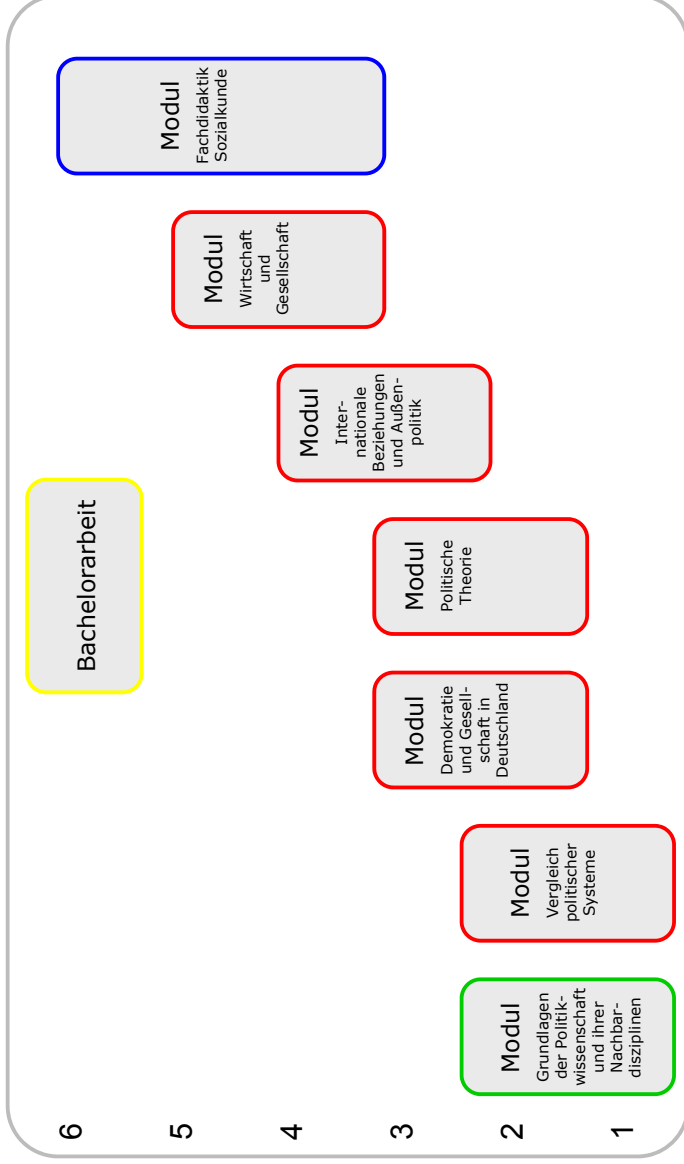 6
Bachelorarbeit
Modul
Fachdidaktik
Sozialkunde
5
Modul
Wirtschaft
und
Gesellschaft
4
Modul
Inter-
nationale
Beziehungen
und Außen-
politik
3
Modul
Demokratie
und Gesell-
schaft in
Deutschland
Modul
Politische
Theorie
2
Modul
Grundlagen
der Politik-
wissenschaft
und ihrer
Nachbar-
disziplinen
Modul
Vergleich
politischer
Systeme
1